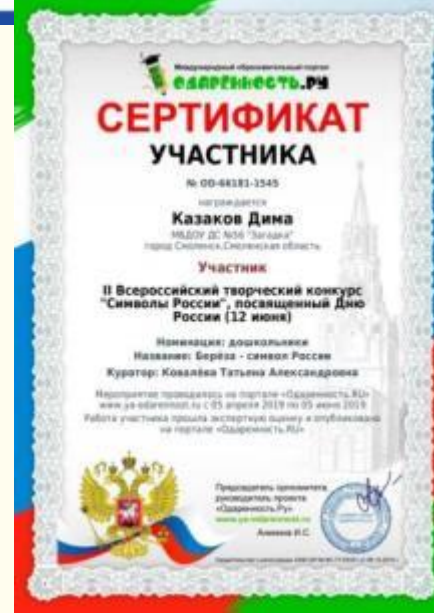 Международный образовательный портал
ОДАРЁННОСТЬ.РУ
СЕРТИФИКАТ
УЧАСТНИКА
№ OD-66181-1545
награждается
Казаков Дима
МБДОУ ДС №56 "Загадка"
город Смоленск,Смоленская область
Участник
II Всероссийский творческий конкурс
"Символы России", посвященный Дню
России (12 июня)
Номинация: дошкольники
Название: Берёза - символ России
Куратор: Ковалёва Татьяна Александровна
Мероприятие проводилось на портале «Одаренность.RU»
www.ya-odarennost.ru с 05 апреля 2019 по 05 июня 2019
Работа участника прошла экспертную оценку и опубликована
на портале «Одаренность.RU»
Председатель оргкомитета
руководитель проекта
«Одаренность.Ру»
www.ya-odarennost.ru
И.С.